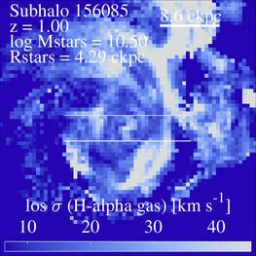 Subhalo 156085
8.6 ckpc
z = 1.00
log Mstars = 10.50
Rstars = 4.29 ckpc
los σ (H-alpha gas) [km s⁻¹]
10 20 30 40